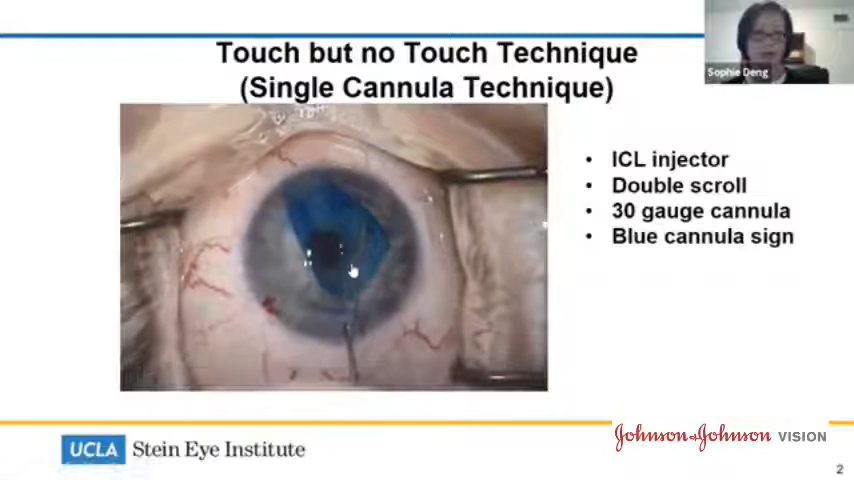 Touch but no Touch Technique
(Single Cannula Technique)
Sophie Deng
• ICL injector
• Double scroll
• 30 gauge cannula
• Blue cannula sign
UCLA Stein Eye Institute
Johnson+Johnson VISION
2